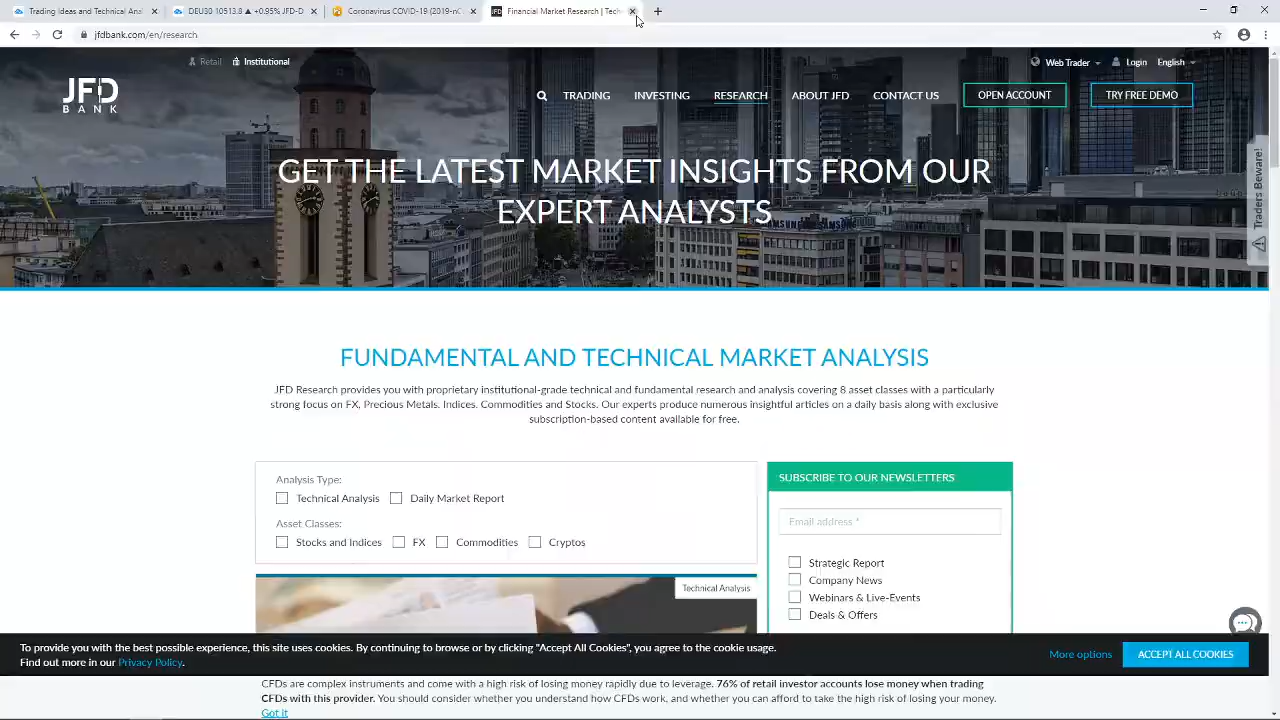 Trading Ideas and Technical Ana
DEU30 10513.8 ▲ +0.95% JFD-D
Coronavirus COVID-19 (2019-nC
Financial Market Research | Tech
jfdbank.com/en/research
Retail
Institutional
Web Trader
Login
English
JFD
BANK
TRADING
INVESTING
RESEARCH
ABOUT JFD
CONTACT US
OPEN ACCOUNT
TRY FREE DEMO
GET THE LATEST MARKET INSIGHTS FROM OUR
EXPERT ANALYSTS
Traders Beware!
FUNDAMENTAL AND TECHNICAL MARKET ANALYSIS
JFD Research provides you with proprietary institutional-grade technical and fundamental research and analysis covering 8 asset classes with a particularly
strong focus on FX, Precious Metals, Indices, Commodities and Stocks. Our experts produce numerous insightful articles on a daily basis along with exclusive
subscription-based content available for free.
Analysis Type:
Technical Analysis
Daily Market Report
Asset Classes:
Stocks and Indices
FX
Commodities
Cryptos
Technical Analysis
SUBSCRIBE TO OUR NEWSLETTERS
Email address *
Strategic Report
Company News
Webinars & Live-Events
Deals & Offers
To provide you with the best possible experience, this site uses cookies. By continuing to browse or by clicking "Accept All Cookies", you agree to the cookie usage.
Find out more in our Privacy Policy.
More options
ACCEPT ALL COOKIES
CFDs are complex instruments and come with a high risk of losing money rapidly due to leverage. 76% of retail investor accounts lose money when trading
CFDs with this provider. You should consider whether you understand how CFDs work, and whether you can afford to take the high risk of losing your money.
Got it